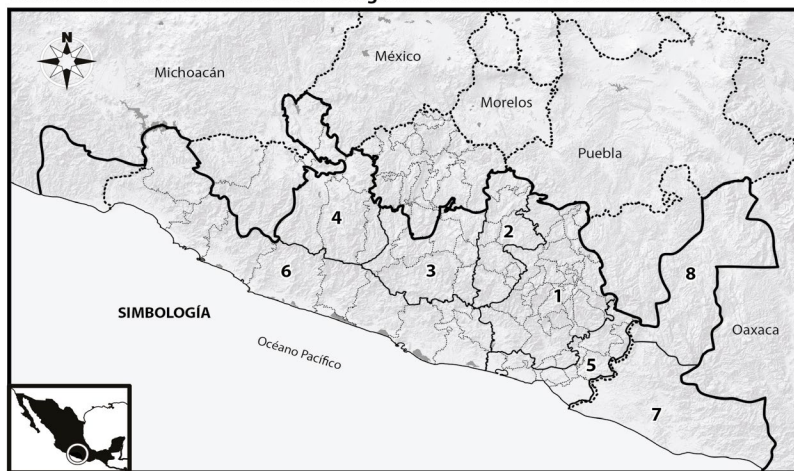 N
Michoacán
México
Morelos
Puebla
4
2
3
6
1
8
SIMBOLOGÍA
Oaxaca
Océano Pacífico
5
7